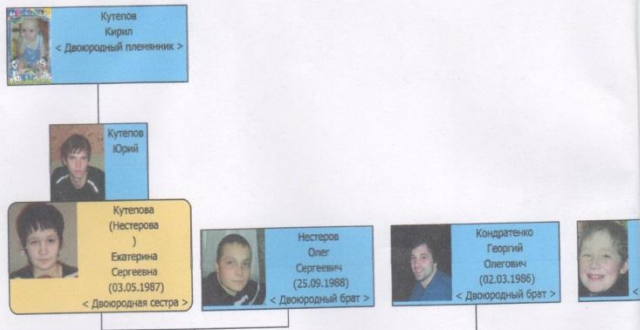 Кутепов
Кирил
< Двоюродный племянник >
Кутепов
Юрий
Кутепова
(Нестерова
)
Екатерина
Сергеевна
(03.05.1987)
< Двоюродная сестра >
Нестеров
Олег
Сергеевич
(25.09.1988)
< Двоюродный брат >
Кондратенко
Георгий
Олегович
(02.03.1986)
< Двоюродный брат >
<